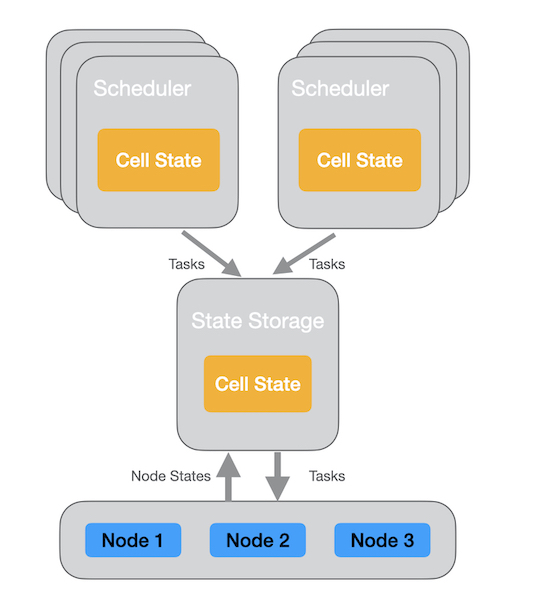 Scheduler
Scheduler
Cell State
Cell State
Tasks
Tasks
State Storage
Cell State
Node States
Tasks
Node 1
Node 2
Node 3